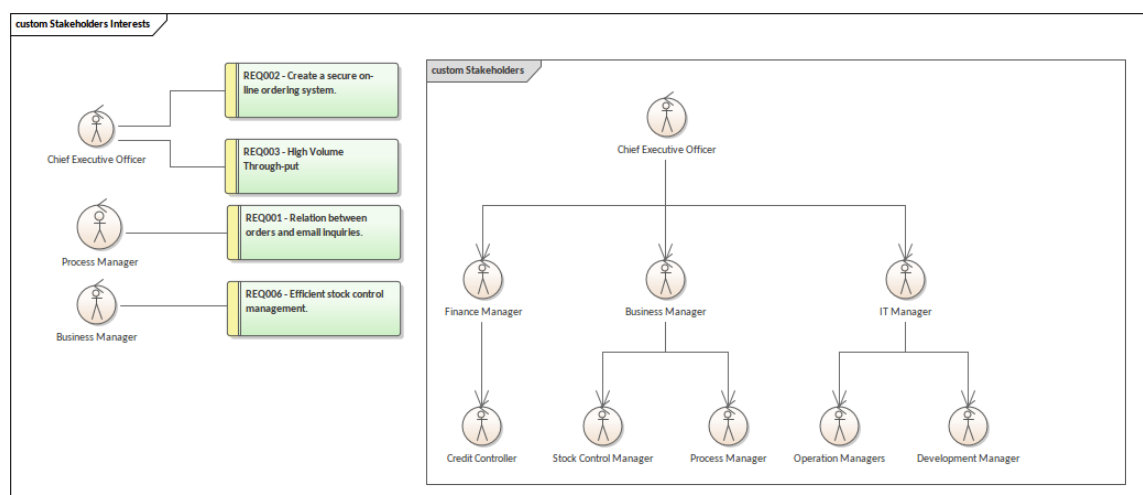 custom Stakeholders Interests
REQ002 - Create a secure on-
line ordering system.
Chief Executive Officer
REQ003 - High Volume
Through-put
REQ001 - Relation between
orders and email inquiries.
Process Manager
REQ006 - Efficient stock control
management.
Business Manager
custom Stakeholders
Chief Executive Officer
Finance Manager
Business Manager
IT Manager
Credit Controller
Stock Control Manager
Process Manager
Operation Managers
Development Manager